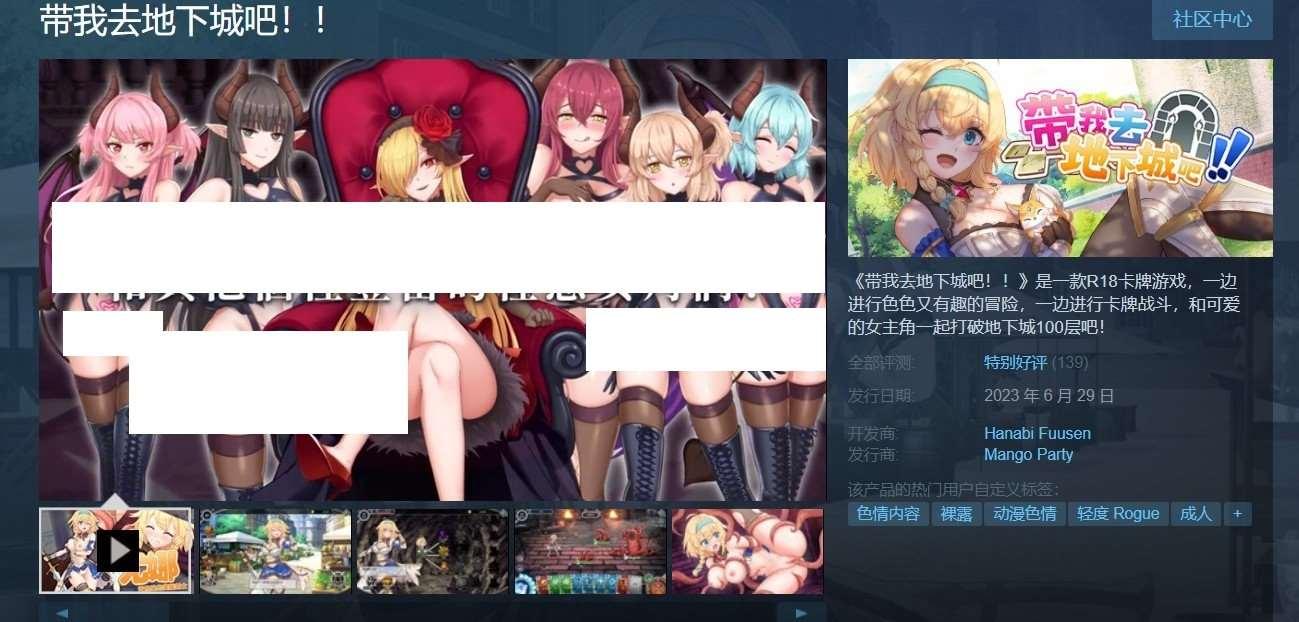 带我去地下城吧！！
社区中心
帶我去
地下城吧!!
《带我去地下城吧！！》是一款R18卡牌游戏，一边
进行色色又有趣的冒险，一边进行卡牌战斗，和可爱
的女主角一起打破地下城100层吧！
全部评测：
特别好评 (139)
发行日期：
2023 年 6 月 29 日
开发商：
Hanabi Fuusen
发行商：
Mango Party
该产品的热门用户自定义标签：
色情内容 裸露 动漫色情 轻度 Rogue 成人 +